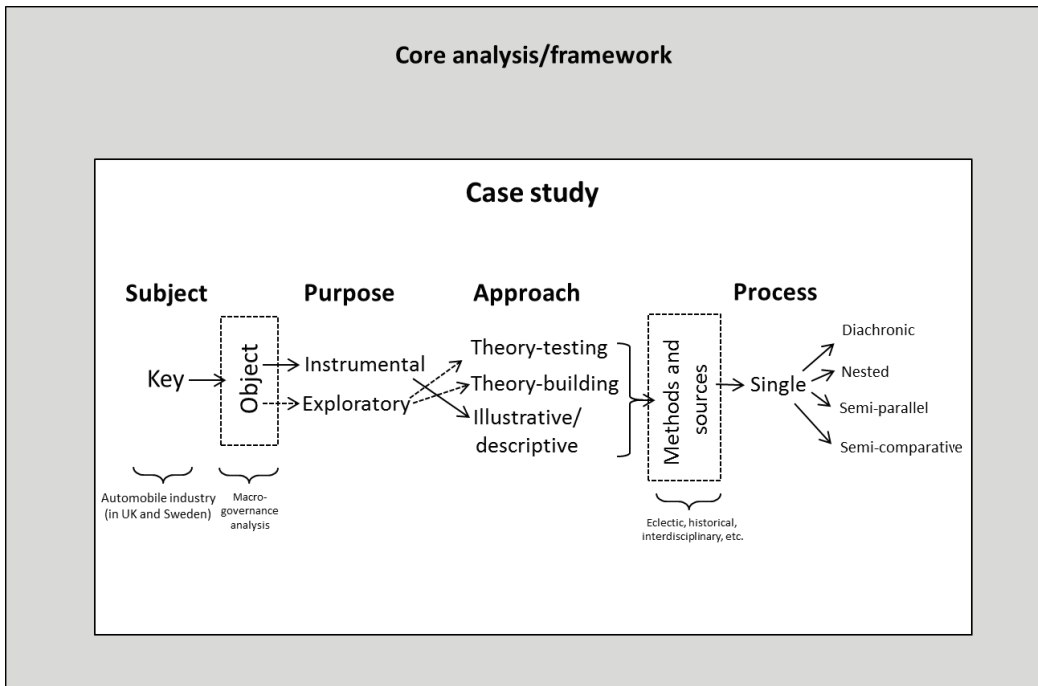 Core analysis/framework
Case study
Subject
Purpose
Approach
Process
Key
Object
Instrumental
Exploratory
Theory-testing
Theory-building
Illustrative/
descriptive
Methods and
sources
Single
Diachronic
Nested
Semi-parallel
Semi-comparative
Automobile industry
(in UK and Sweden)
Macro-
governance
analysis
Eclectic, historical,
interdisciplinary, etc.